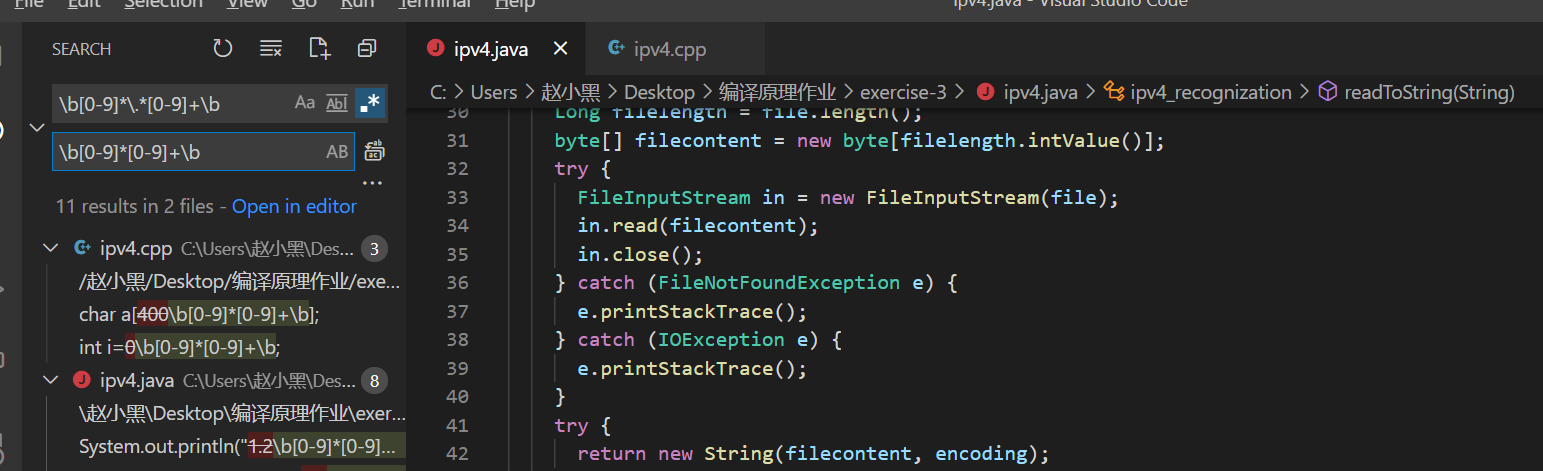 File Edit Selection View Go Run Terminal Help
ipv4.java - Visual Studio Code
SEARCH
\b[0-9]*\.*[0-9]+\b Aa Abl .*
\b[0-9]*[0-9]+\b AB
...
11 results in 2 files - Open in editor
ipv4.cpp C:\Users\赵小黑\Des... 3
/赵小黑/Desktop/编译原理作业/exe...
char a[400\b[0-9]*[0-9]+\b];
int i=0\b[0-9]*[0-9]+\b;
ipv4.java C:\Users\赵小黑\Des... 8
\赵小黑\Desktop\编译原理作业\exer...
System.out.println("1.2\b[0-9]*[0-9]...
ipv4.java ipv4.cpp
C: > Users > 赵小黑 > Desktop > 编译原理作业 > exercise-3 > ipv4.java > ipv4_recognization > readToString(String)
30 Long filelength = file.length();
31 byte[] filecontent = new byte[filelength.intValue()];
32 try {
33 FileInputStream in = new FileInputStream(file);
34 in.read(filecontent);
35 in.close();
36 } catch (FileNotFoundException e) {
37 e.printStackTrace();
38 } catch (IOException e) {
39 e.printStackTrace();
40 }
41 try {
42 return new String(filecontent, encoding);